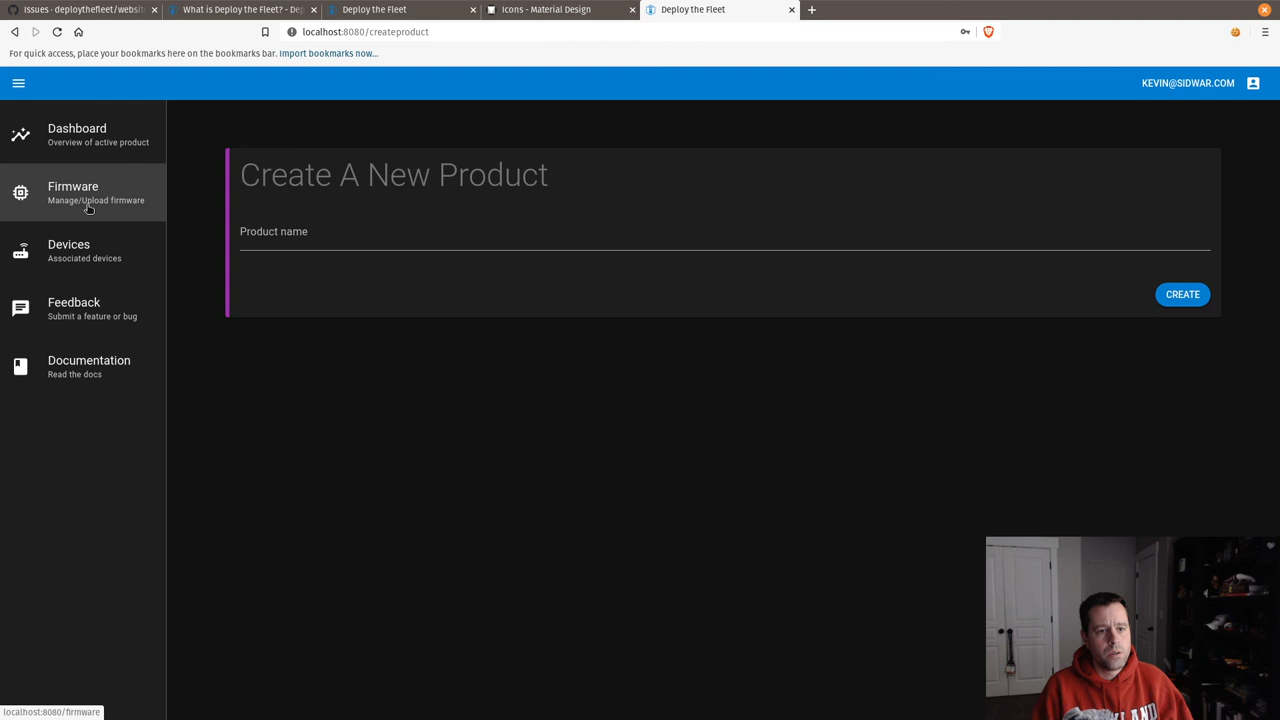 Issues · deploythefleet/websit
What is Deploy the Fleet? - Dep
Deploy the Fleet
Icons - Material Design
Deploy the Fleet
localhost:8080/createproduct
For quick access, place your bookmarks here on the bookmarks bar. Import bookmarks now...
KEVIN@SIDWAR.COM
Dashboard
Overview of active product
Firmware
Manage/Upload firmware
Devices
Associated devices
Feedback
Submit a feature or bug
Documentation
Read the docs
Create A New Product
Product name
CREATE
localhost:8080/firmware